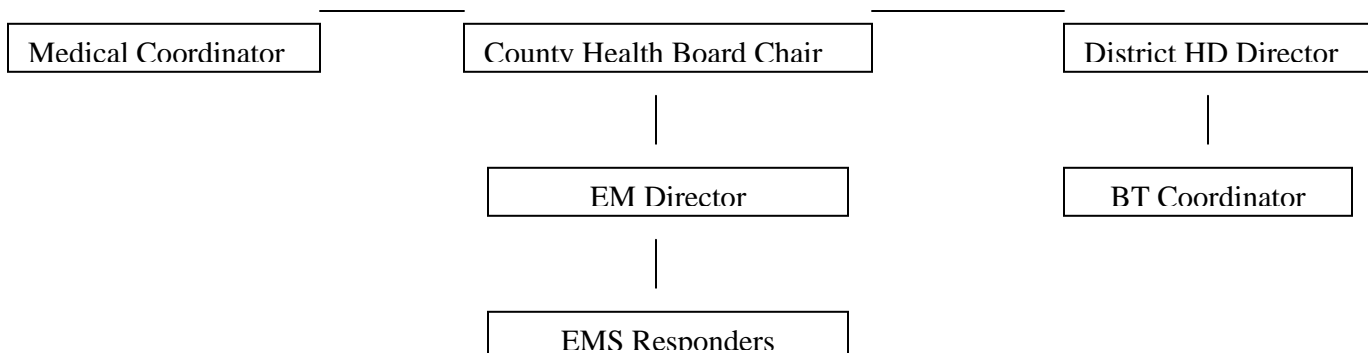 Medical Coordinator
County Health Board Chair
District HD Director
EM Director
BT Coordinator
EMS Responders